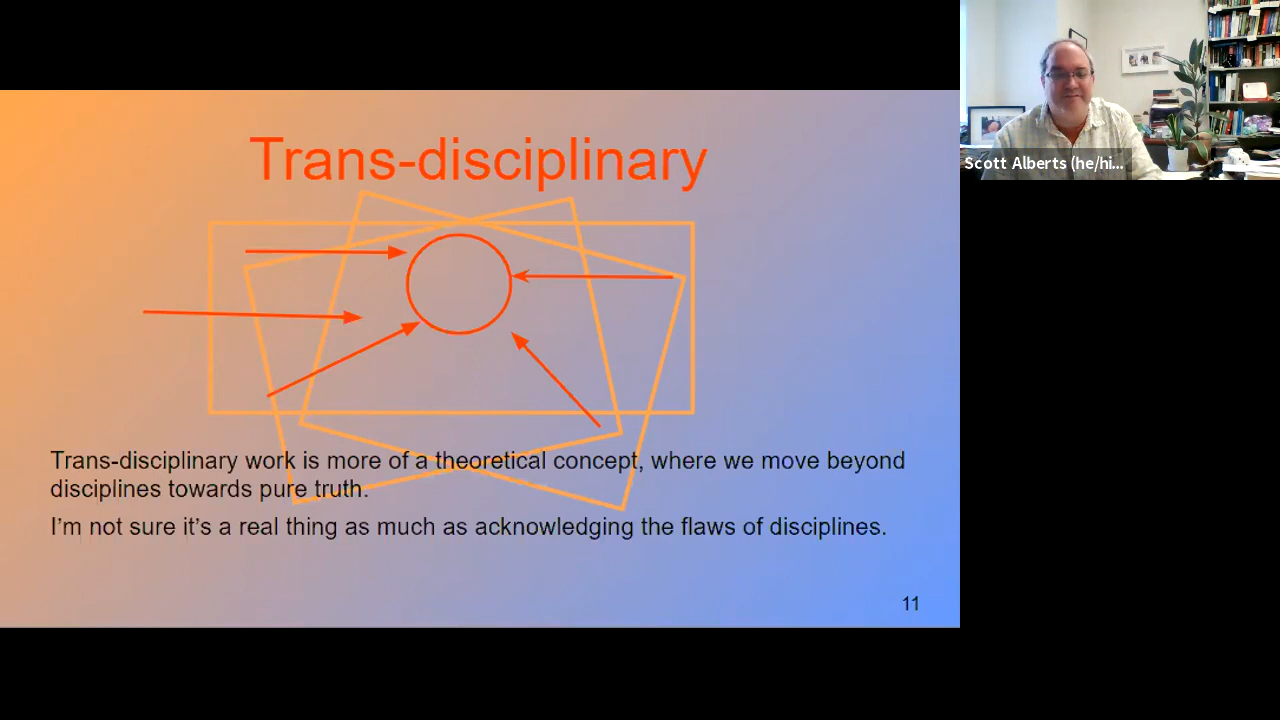 Trans-disciplinary
Trans-disciplinary work is more of a theoretical concept, where we move beyond
disciplines towards pure truth.
I'm not sure it's a real thing as much as acknowledging the flaws of disciplines.
11
Scott Alberts (he/hi...